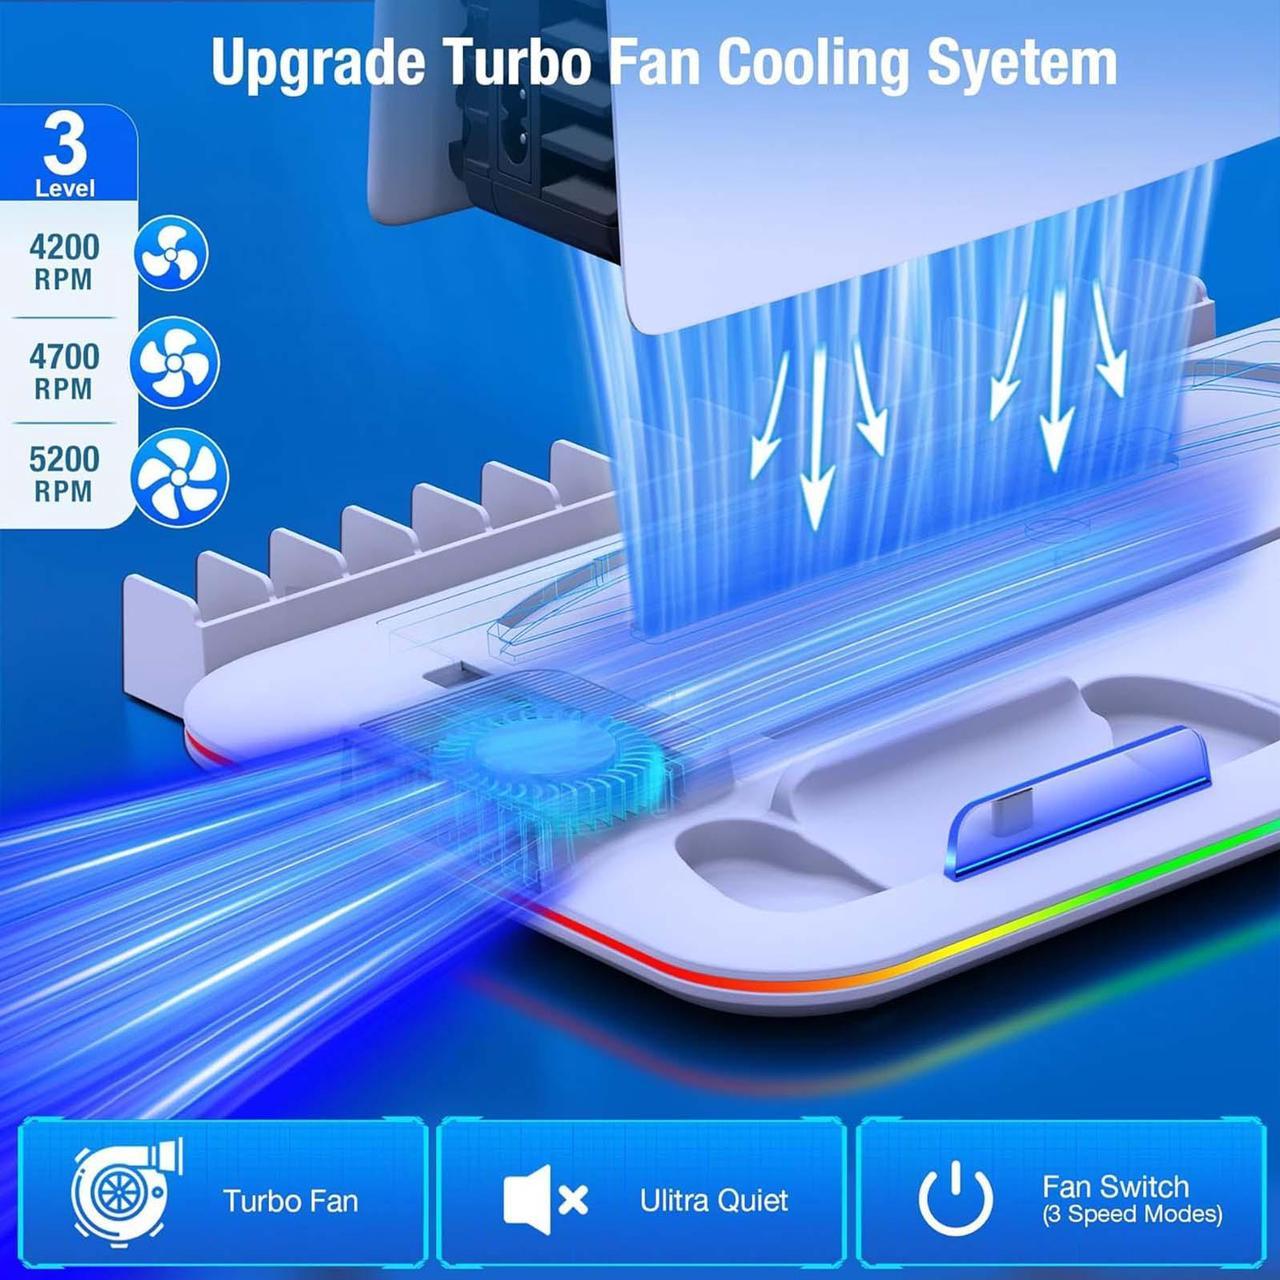 Upgrade Turbo Fan Cooling Syetem
3
Level
4200
RPM
4700
RPM
5200
RPM
Turbo Fan
Ulitra Quiet
Fan Switch
(3 Speed Modes)